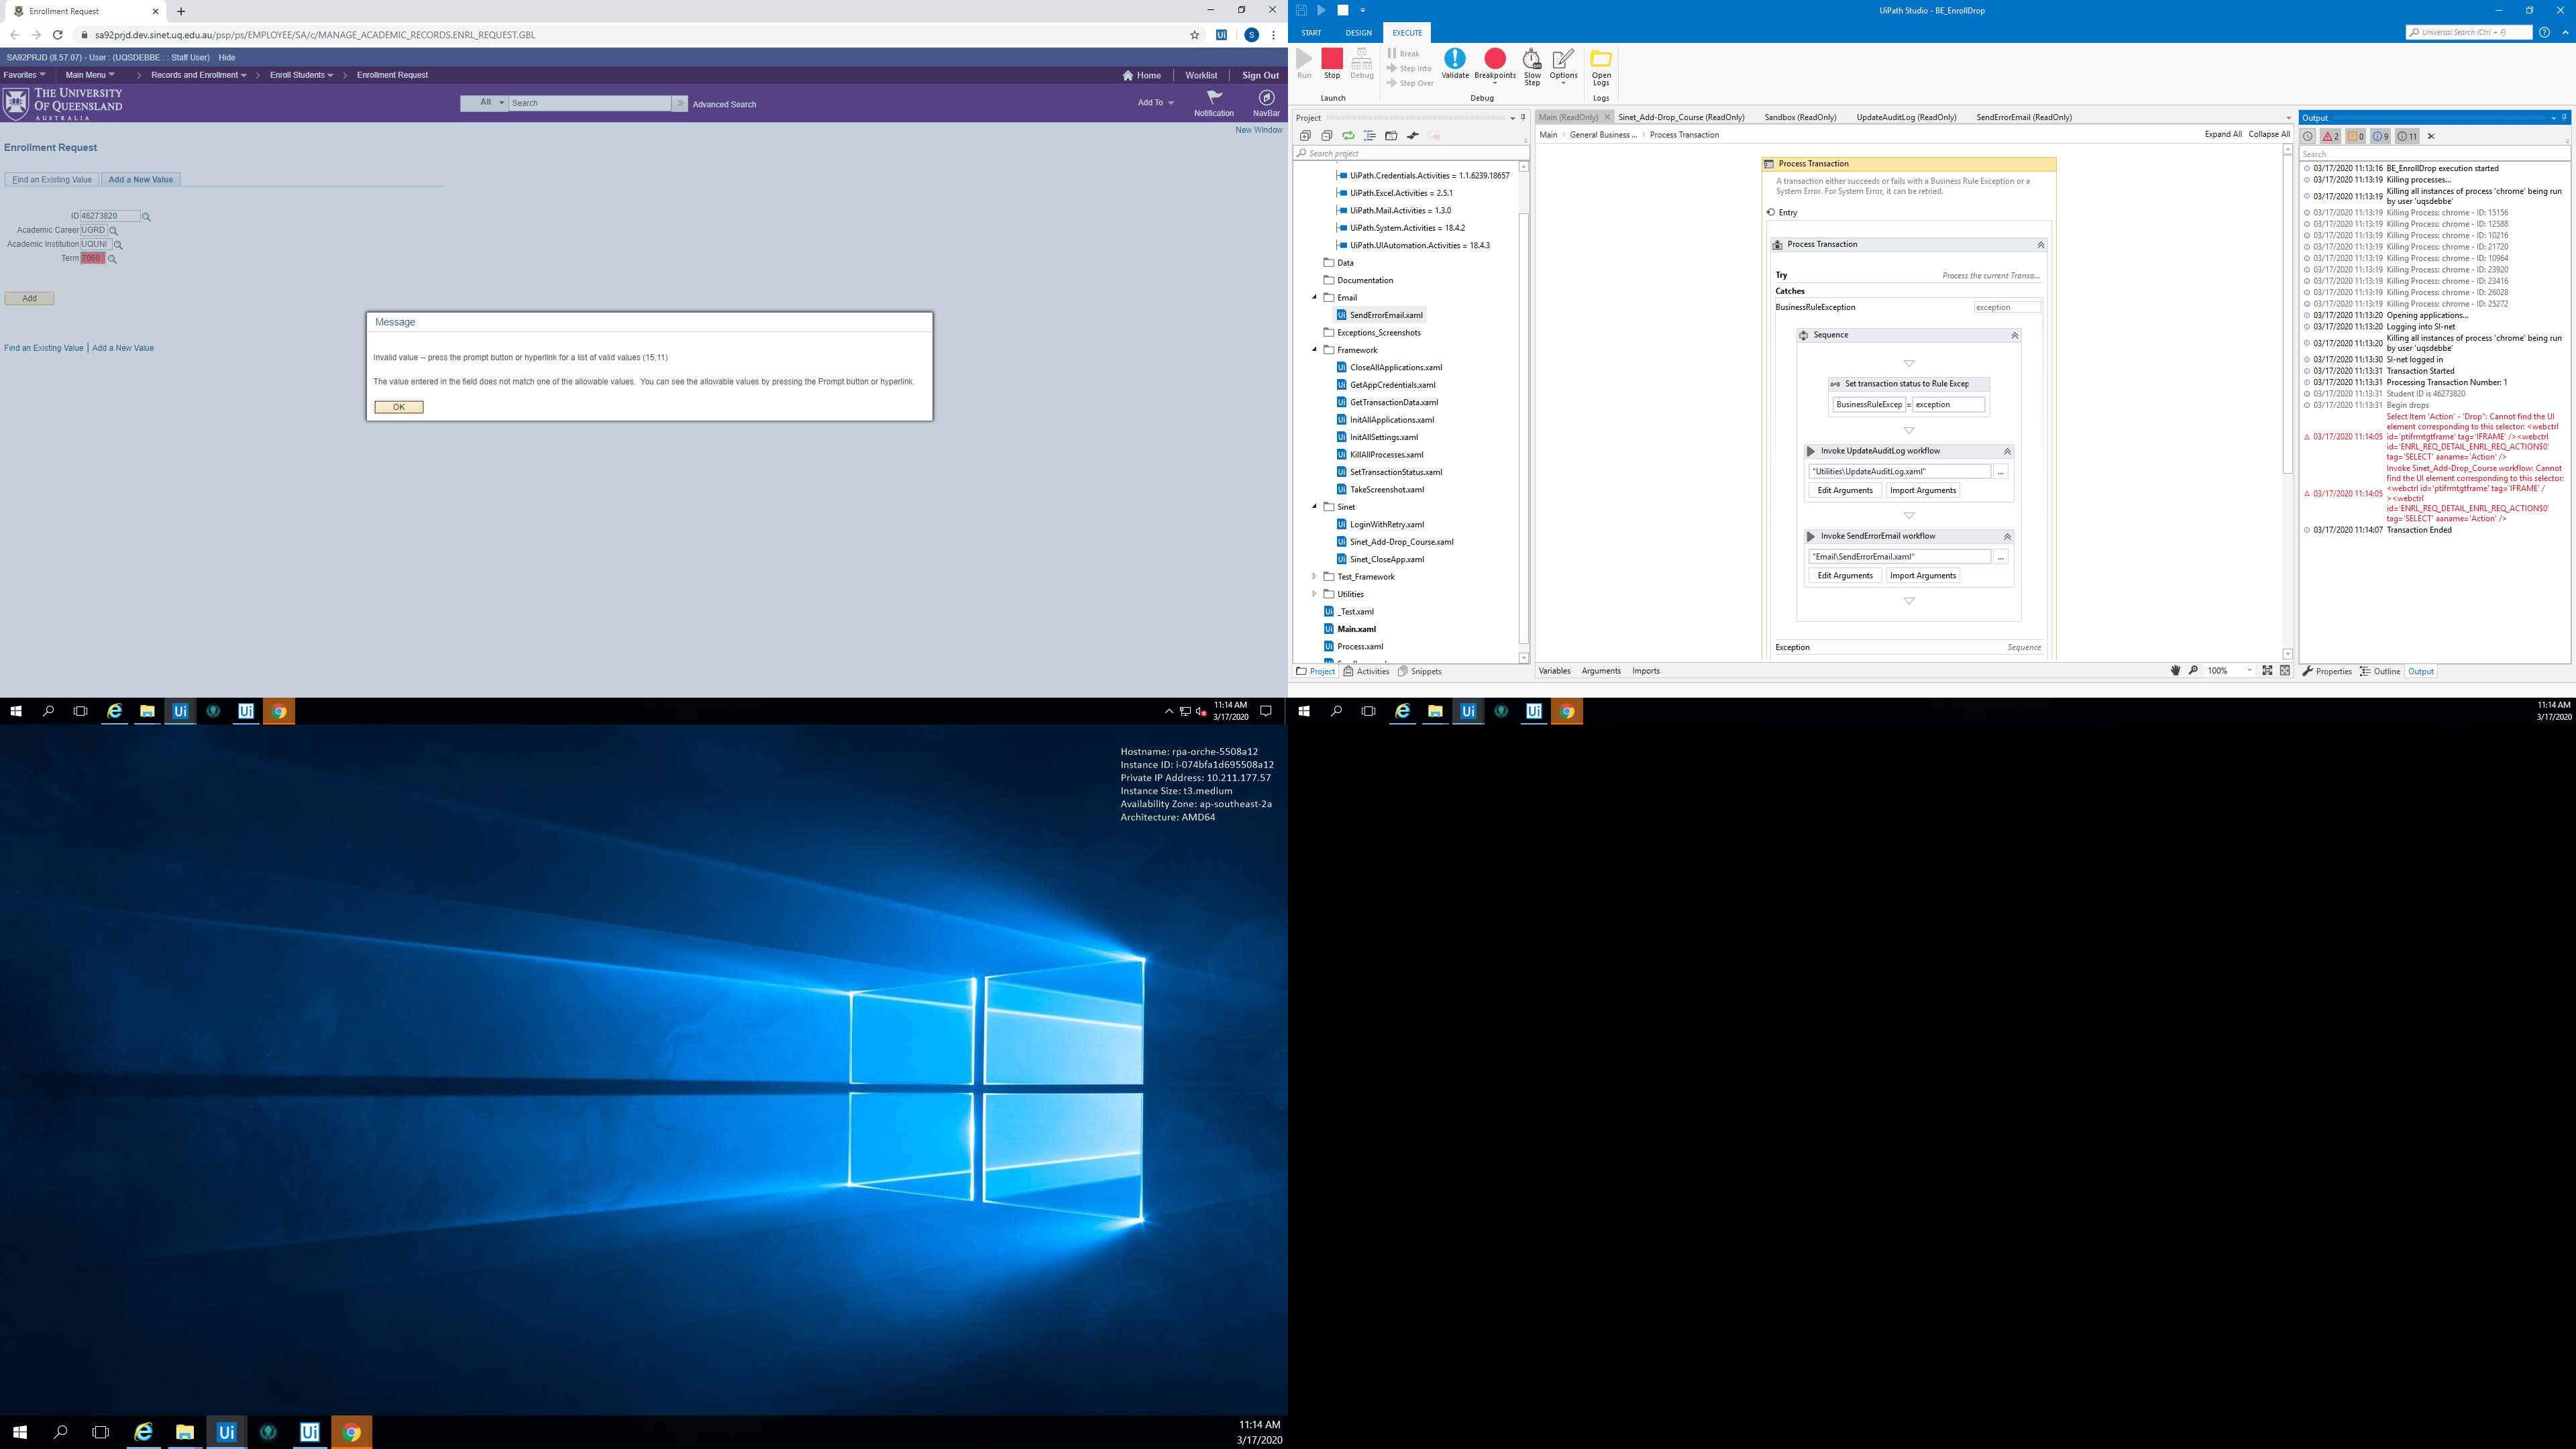 Enrollment Request
sa92prjd.dev.sinet.uq.edu.au/psp/ps/EMPLOYEE/SA/c/MANAGE_ACADEMIC_RECORDS.ENRL_REQUEST.GBL
SA92PRJD (8.57.07) - User : (UQSDEBBE : : Staff User) Hide
Favorites Main Menu > Records and Enrollment > Enroll Students > Enrollment Request
Home Worklist Sign Out
THE UNIVERSITY
OF QUEENSLAND
AUSTRALIA
All Search Advanced Search
Add To Notification NavBar
New Window
Enrollment Request
Find an Existing Value Add a New Value
ID 46273820
Academic Career UGRD
Academic Institution UQUNI
Term 7060
Add
Find an Existing Value | Add a New Value
Message
Invalid value -- press the prompt button or hyperlink for a list of valid values (15,11)
The value entered in the field does not match one of the allowable values. You can see the allowable values by pressing the Prompt button or hyperlink.
OK
11:14 AM
3/17/2020
UiPath Studio - BE_EnrollDrop
START DESIGN EXECUTE
Universal Search (Ctrl + F)
Run Stop Debug
Break
Step Into
Step Over
Validate Breakpoints Slow Step Options Open Logs
Launch Debug Logs
Project
Search project
UiPath.Credentials.Activities = 1.1.6239.18657
UiPath.Excel.Activities = 2.5.1
UiPath.Mail.Activities = 1.3.0
UiPath.System.Activities = 18.4.2
UiPath.UIAutomation.Activities = 18.4.3
Data
Documentation
Email
SendErrorEmail.xaml
Exceptions_Screenshots
Framework
CloseAllApplications.xaml
GetAppCredentials.xaml
GetTransactionData.xaml
InitAllApplications.xaml
InitAllSettings.xaml
KillAllProcesses.xaml
SetTransactionStatus.xaml
TakeScreenshot.xaml
Sinet
LoginWithRetry.xaml
Sinet_Add-Drop_Course.xaml
Sinet_CloseApp.xaml
Test_Framework
Utilities
_Test.xaml
Main.xaml
Process.xaml
Project Activities Snippets
Main (ReadOnly) Sinet_Add-Drop_Course (ReadOnly) Sandbox (ReadOnly) UpdateAuditLog (ReadOnly) SendErrorEmail (ReadOnly)
Main > General Business ... > Process Transaction
Expand All Collapse All
Process Transaction
A transaction either succeeds or fails with a Business Rule Exception or a
System Error. For System Error, it can be retried.
Entry
Process Transaction
Try Process the current Transa...
Catches
BusinessRuleException exception
Sequence
A*B Set transaction status to Rule Excep
BusinessRuleExcep = exception
Invoke UpdateAuditLog workflow
"Utilities\UpdateAuditLog.xaml" ...
Edit Arguments Import Arguments
Invoke SendErrorEmail workflow
"Email\SendErrorEmail.xaml" ...
Edit Arguments Import Arguments
Exception Sequence
Variables Arguments Imports
100%
Output
2 0 9 11
Search
03/17/2020 11:13:16 BE_EnrollDrop execution started
03/17/2020 11:13:19 Killing processes...
03/17/2020 11:13:19 Killing all instances of process 'chrome' being run
by user 'uqsdebbe'
03/17/2020 11:13:19 Killing Process: chrome - ID: 15156
03/17/2020 11:13:19 Killing Process: chrome - ID: 12588
03/17/2020 11:13:19 Killing Process: chrome - ID: 10216
03/17/2020 11:13:19 Killing Process: chrome - ID: 21720
03/17/2020 11:13:19 Killing Process: chrome - ID: 10964
03/17/2020 11:13:19 Killing Process: chrome - ID: 23920
03/17/2020 11:13:19 Killing Process: chrome - ID: 23416
03/17/2020 11:13:19 Killing Process: chrome - ID: 26028
03/17/2020 11:13:19 Killing Process: chrome - ID: 25272
03/17/2020 11:13:20 Opening applications...
03/17/2020 11:13:20 Logging into SI-net
03/17/2020 11:13:20 Killing all instances of process 'chrome' being run
by user 'uqsdebbe'
03/17/2020 11:13:30 SI-net logged in
03/17/2020 11:13:31 Transaction Started
03/17/2020 11:13:31 Processing Transaction Number: 1
03/17/2020 11:13:31 Student ID is 46273820
03/17/2020 11:13:31 Begin drops
Select Item 'Action' - 'Drop": Cannot find the UI
element corresponding to this selector: <webctrl
03/17/2020 11:14:05 id='ptifrmtgtframe' tag='IFRAME' /><webctrl
id='ENRL_REQ_DETAIL_ENRL_REQ_ACTION$0'
tag='SELECT' aaname='Action' />
Invoke Sinet_Add-Drop_Course workflow: Cannot
find the UI element corresponding to this selector:
03/17/2020 11:14:05 <webctrl id='ptifrmtgtframe' tag='IFRAME' /
><webctrl
id='ENRL_REQ_DETAIL_ENRL_REQ_ACTION$0'
tag='SELECT' aaname='Action' />
03/17/2020 11:14:07 Transaction Ended
Properties Outline Output
11:14 AM
3/17/2020
Hostname: rpa-orche-5508a12
Instance ID: i-074bfa1d695508a12
Private IP Address: 10.211.177.57
Instance Size: t3.medium
Availability Zone: ap-southeast-2a
Architecture: AMD64
11:14 AM
3/17/2020